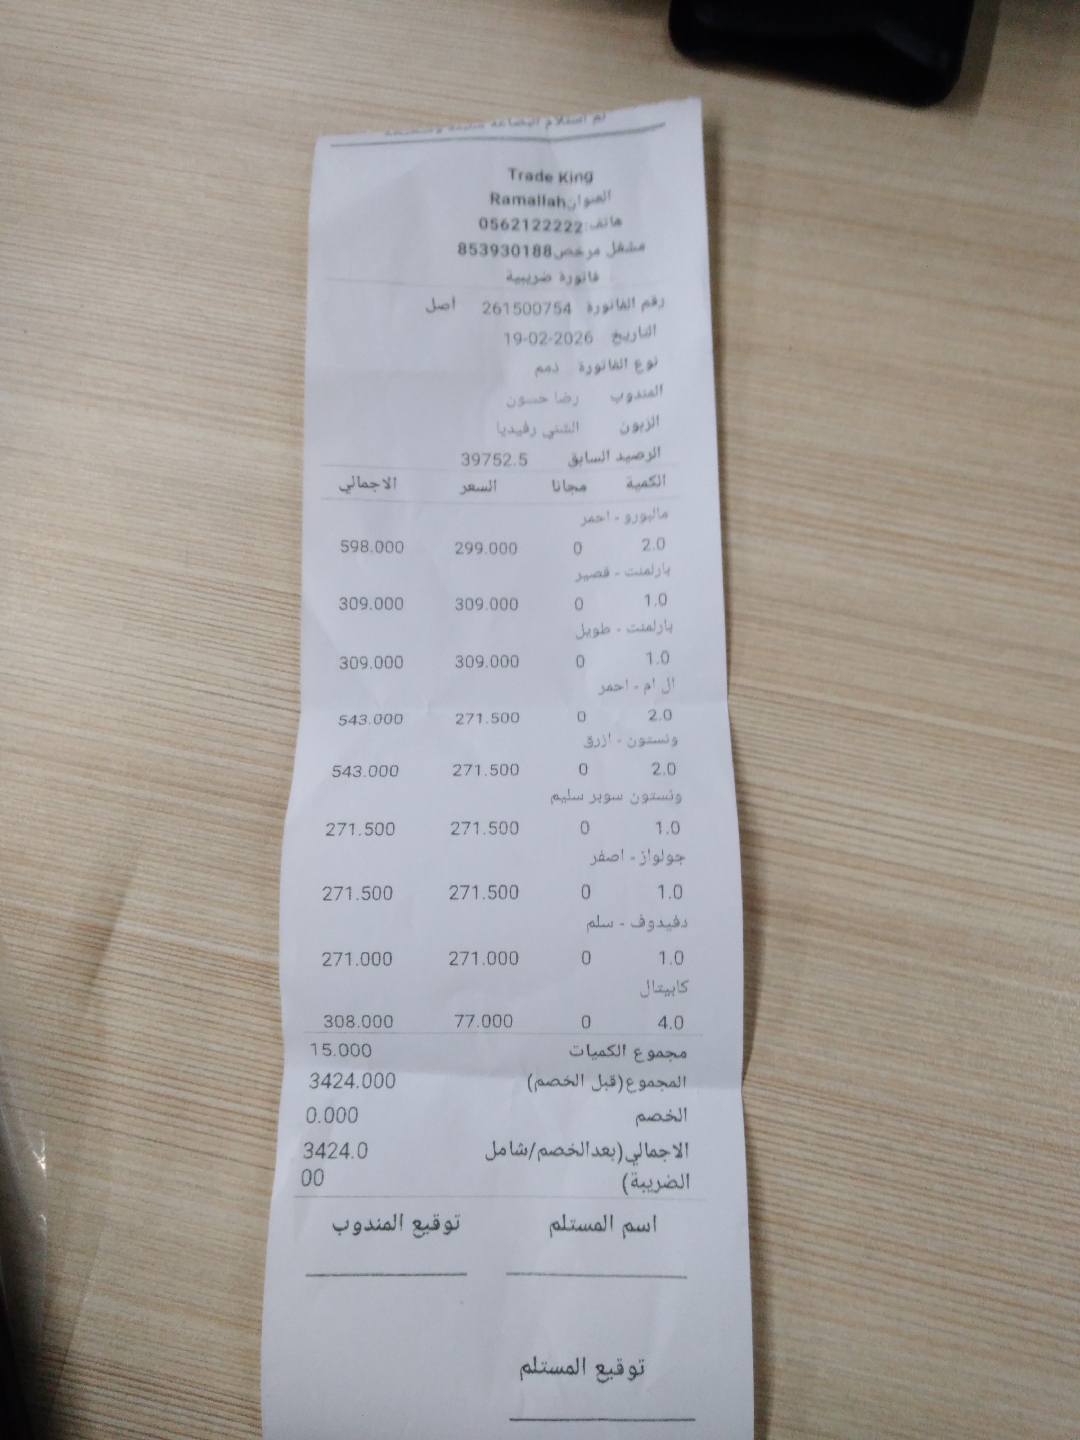 تم استلام البضاعة سليمة وصحيحة
Trade King
العنوان:Ramallah
هاتف:0562122222
مشغل مرخص853930188
فاتورة ضريبية
رقم الفاتورة 261500754 أصل
التاريخ 19-02-2026
نوع الفاتورة ذمم
المندوب رضا حسون
الزبون الشني رفيديا
الرصيد السابق 39752.5
الكمية مجانا السعر الاجمالي
مالبورو - احمر
2.0 0 299.000 598.000
بارلمنت - قصير
1.0 0 309.000 309.000
بارلمنت - طويل
1.0 0 309.000 309.000
ال ام - احمر
2.0 0 271.500 543.000
ونستون - ازرق
2.0 0 271.500 543.000
ونستون سوبر سليم
1.0 0 271.500 271.500
جولواز - اصفر
1.0 0 271.500 271.500
دفيدوف - سلم
1.0 0 271.000 271.000
كابيتال
4.0 0 77.000 308.000
مجموع الكميات 15.000
المجموع(قبل الخصم) 3424.000
الخصم 0.000
الاجمالي(بعدالخصم/شامل 3424.0
الضريبة) 00
اسم المستلم توقيع المندوب
توقيع المستلم